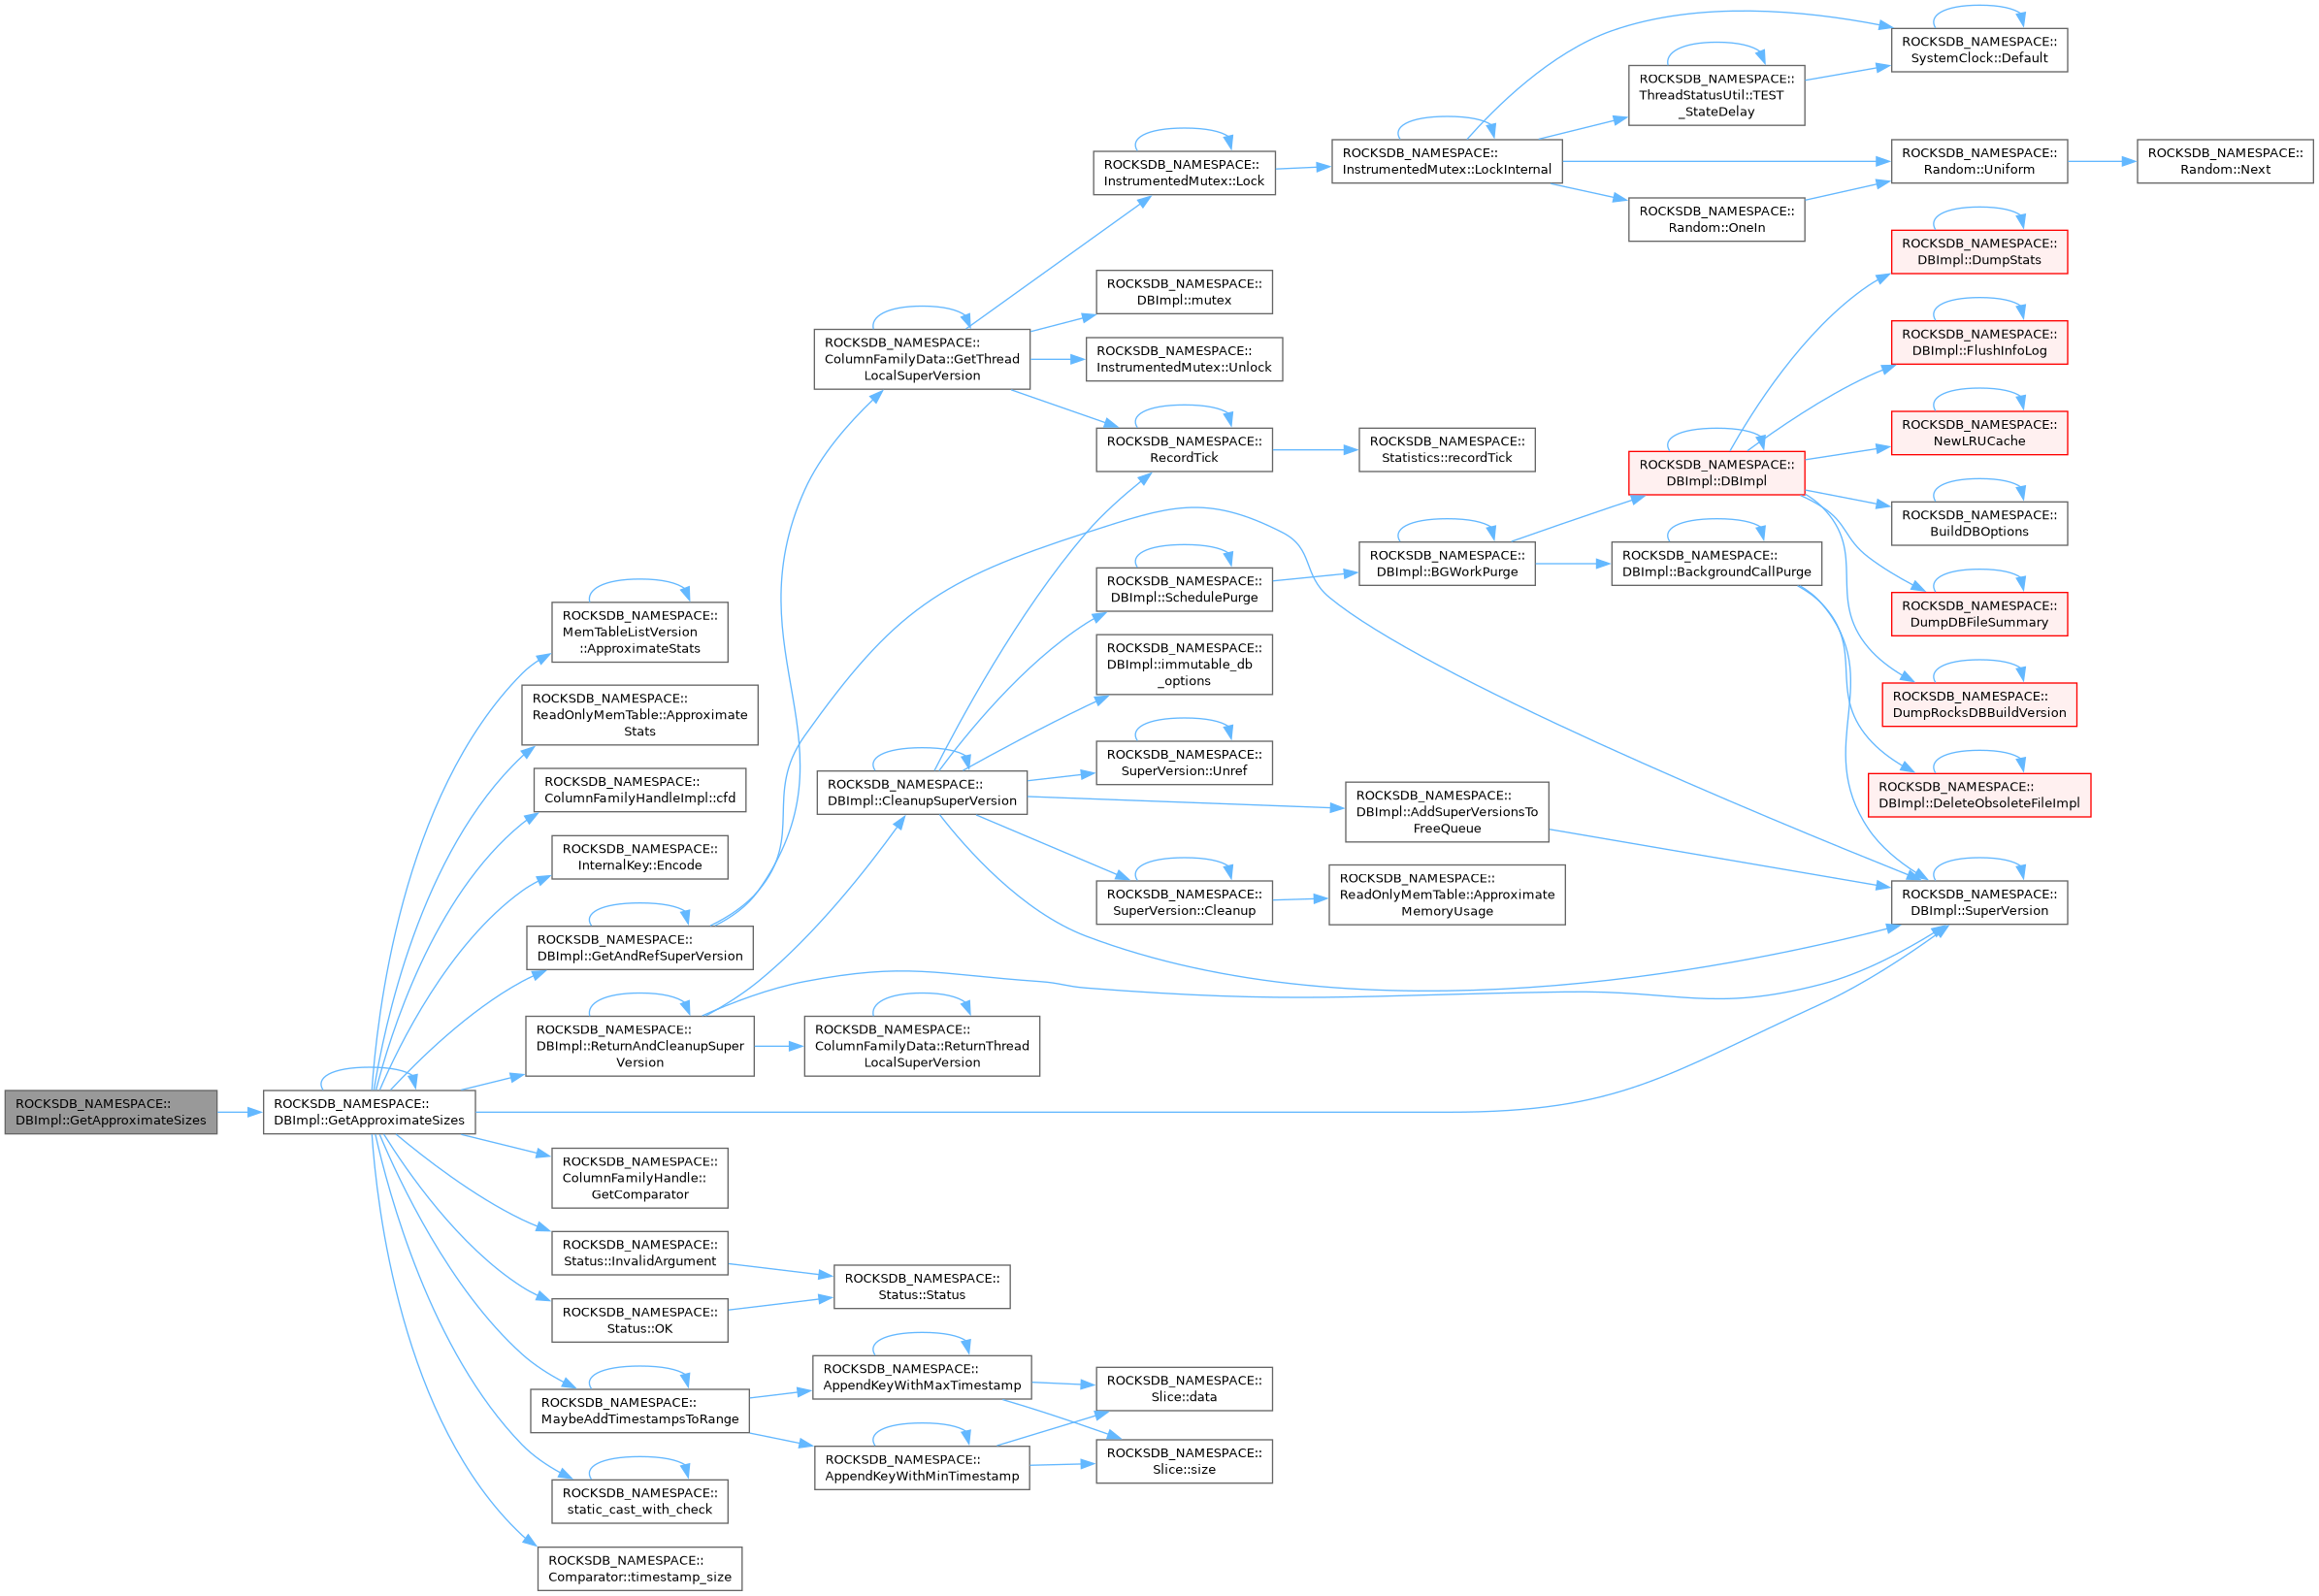 ROCKSDB_NAMESPACE::
DBImpl::GetApproximateSizes
ROCKSDB_NAMESPACE::
DBImpl::GetApproximateSizes
ROCKSDB_NAMESPACE::
MemTableListVersion
::ApproximateStats
ROCKSDB_NAMESPACE::
ReadOnlyMemTable::Approximate
Stats
ROCKSDB_NAMESPACE::
ColumnFamilyHandleImpl::cfd
ROCKSDB_NAMESPACE::
InternalKey::Encode
ROCKSDB_NAMESPACE::
DBImpl::GetAndRefSuperVersion
ROCKSDB_NAMESPACE::
DBImpl::ReturnAndCleanupSuper
Version
ROCKSDB_NAMESPACE::
ColumnFamilyHandle::
GetComparator
ROCKSDB_NAMESPACE::
Status::InvalidArgument
ROCKSDB_NAMESPACE::
Status::OK
ROCKSDB_NAMESPACE::
MaybeAddTimestampsToRange
ROCKSDB_NAMESPACE::
static_cast_with_check
ROCKSDB_NAMESPACE::
Comparator::timestamp_size
ROCKSDB_NAMESPACE::
ColumnFamilyData::GetThread
LocalSuperVersion
ROCKSDB_NAMESPACE::
DBImpl::CleanupSuperVersion
ROCKSDB_NAMESPACE::
ColumnFamilyData::ReturnThread
LocalSuperVersion
ROCKSDB_NAMESPACE::
Status::Status
ROCKSDB_NAMESPACE::
AppendKeyWithMaxTimestamp
ROCKSDB_NAMESPACE::
AppendKeyWithMinTimestamp
ROCKSDB_NAMESPACE::
InstrumentedMutex::Lock
ROCKSDB_NAMESPACE::
DBImpl::mutex
ROCKSDB_NAMESPACE::
InstrumentedMutex::Unlock
ROCKSDB_NAMESPACE::
RecordTick
ROCKSDB_NAMESPACE::
DBImpl::SchedulePurge
ROCKSDB_NAMESPACE::
DBImpl::immutable_db
_options
ROCKSDB_NAMESPACE::
SuperVersion::Unref
ROCKSDB_NAMESPACE::
SuperVersion::Cleanup
ROCKSDB_NAMESPACE::
Slice::data
ROCKSDB_NAMESPACE::
Slice::size
ROCKSDB_NAMESPACE::
InstrumentedMutex::LockInternal
ROCKSDB_NAMESPACE::
Statistics::recordTick
ROCKSDB_NAMESPACE::
DBImpl::BGWorkPurge
ROCKSDB_NAMESPACE::
DBImpl::AddSuperVersionsTo
FreeQueue
ROCKSDB_NAMESPACE::
ReadOnlyMemTable::Approximate
MemoryUsage
ROCKSDB_NAMESPACE::
ThreadStatusUtil::TEST
_StateDelay
ROCKSDB_NAMESPACE::
Random::OneIn
ROCKSDB_NAMESPACE::
DBImpl::DBImpl
ROCKSDB_NAMESPACE::
DBImpl::BackgroundCallPurge
ROCKSDB_NAMESPACE::
SystemClock::Default
ROCKSDB_NAMESPACE::
Random::Uniform
ROCKSDB_NAMESPACE::
DBImpl::DumpStats
ROCKSDB_NAMESPACE::
DBImpl::FlushInfoLog
ROCKSDB_NAMESPACE::
NewLRUCache
ROCKSDB_NAMESPACE::
BuildDBOptions
ROCKSDB_NAMESPACE::
DumpDBFileSummary
ROCKSDB_NAMESPACE::
DumpRocksDBBuildVersion
ROCKSDB_NAMESPACE::
DBImpl::DeleteObsoleteFileImpl
ROCKSDB_NAMESPACE::
DBImpl::SuperVersion
ROCKSDB_NAMESPACE::
Random::Next